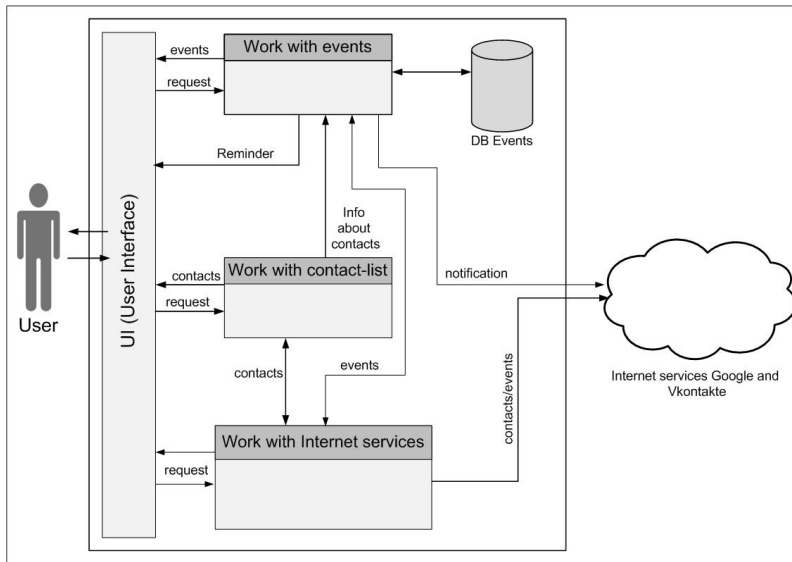 Work with events
events
request
DB Events
Reminder
UI (User Interface)
Info
about
contacts
User
Work with contact-list
contacts
request
notification
contacts
events
contacts/events
Internet services Google and
Vkontakte
Work with Internet services
request